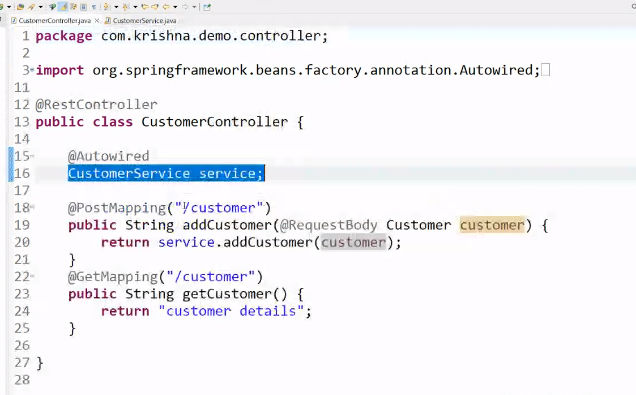 CustomerController.java CustomerService.java
1 package com.krishna.demo.controller;
2
3 import org.springframework.beans.factory.annotation.Autowired;
11
12 @RestController
13 public class CustomerController {
14
15 @Autowired
16 CustomerService service;
17
18 @PostMapping("/customer")
19 public String addCustomer(@RequestBody Customer customer) {
20 return service.addCustomer(customer);
21 }
22 @GetMapping("/customer")
23 public String getCustomer() {
24 return "customer details";
25 }
26
27 }
28